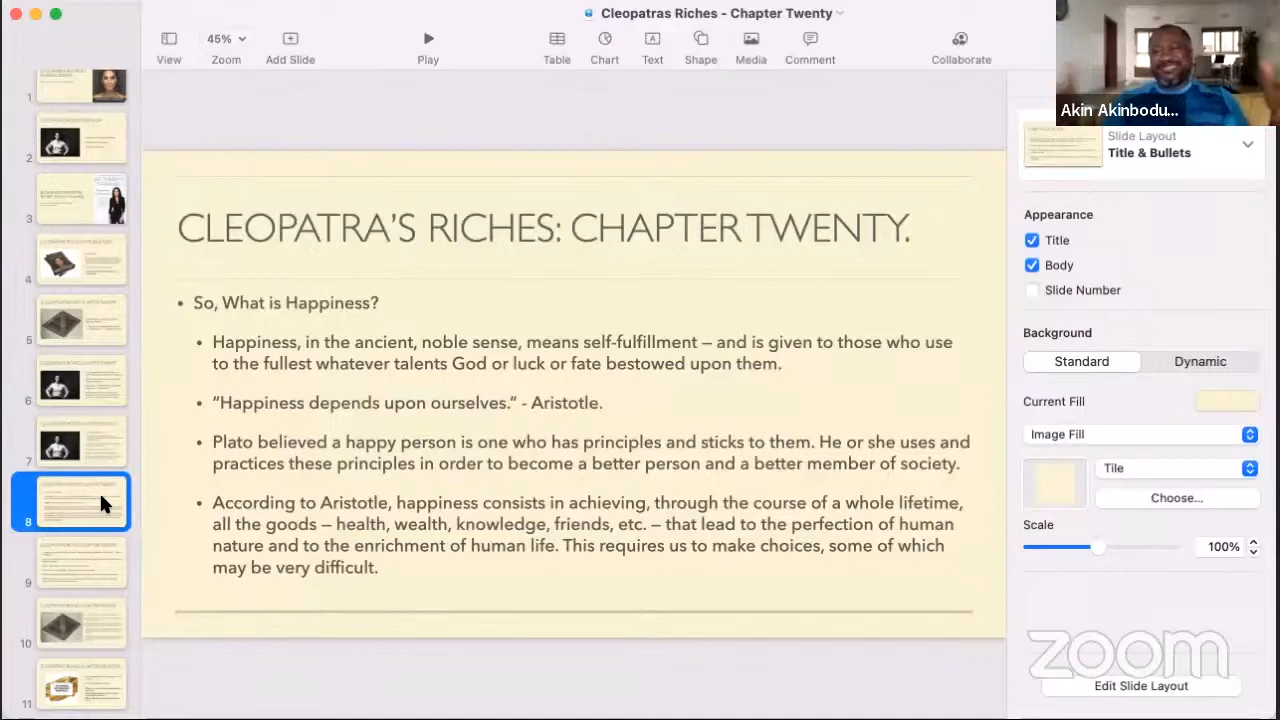 Cleopatras Riches - Chapter Twenty
45%
View
Zoom
Add Slide
Play
Table
Chart
Text
Shape
Media
Comment
Collaborate
Akin Akinbodu...
1
2
3
4
5
6
7
8
9
10
11
CLEOPATRA’S RICHES: CHAPTER TWENTY.
• So, What is Happiness?
• Happiness, in the ancient, noble sense, means self-fulfillment – and is given to those who use
to the fullest whatever talents God or luck or fate bestowed upon them.
• “Happiness depends upon ourselves.” - Aristotle.
• Plato believed a happy person is one who has principles and sticks to them. He or she uses and
practices these principles in order to become a better person and a better member of society.
• According to Aristotle, happiness consists in achieving, through the course of a whole lifetime,
all the goods – health, wealth, knowledge, friends, etc. – that lead to the perfection of human
nature and to the enrichment of human life. This requires us to make choices, some of which
may be very difficult.
Slide Layout
Title & Bullets
Appearance
Title
Body
Slide Number
Background
Standard
Dynamic
Current Fill
Image Fill
Tile
Choose...
Scale
100%
zoom
Edit Slide Layout